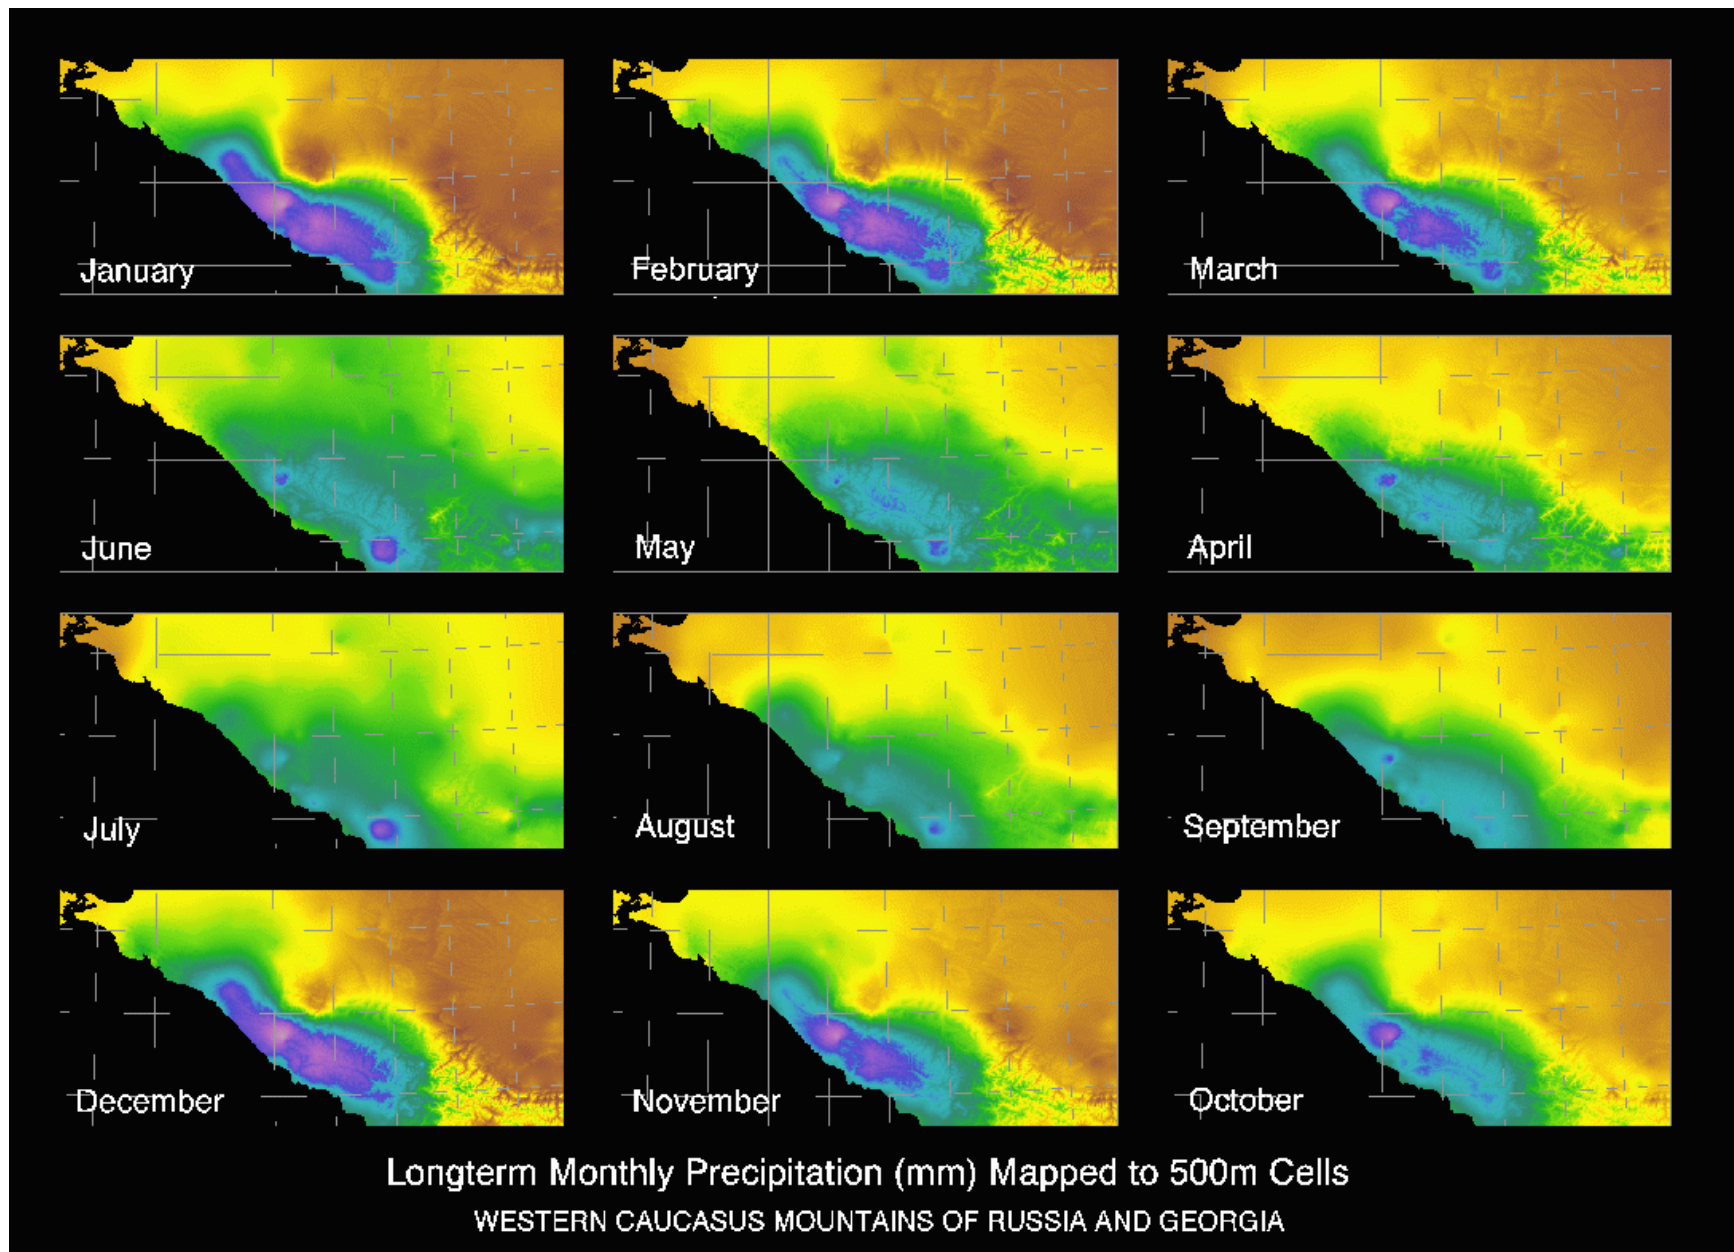 January
February
March
June
May
April
July
August
September
December
November
October
Longterm Monthly Precipitation (mm) Mapped to 500m Cells
WESTERN CAUCASUS MOUNTAINS OF RUSSIA AND GEORGIA